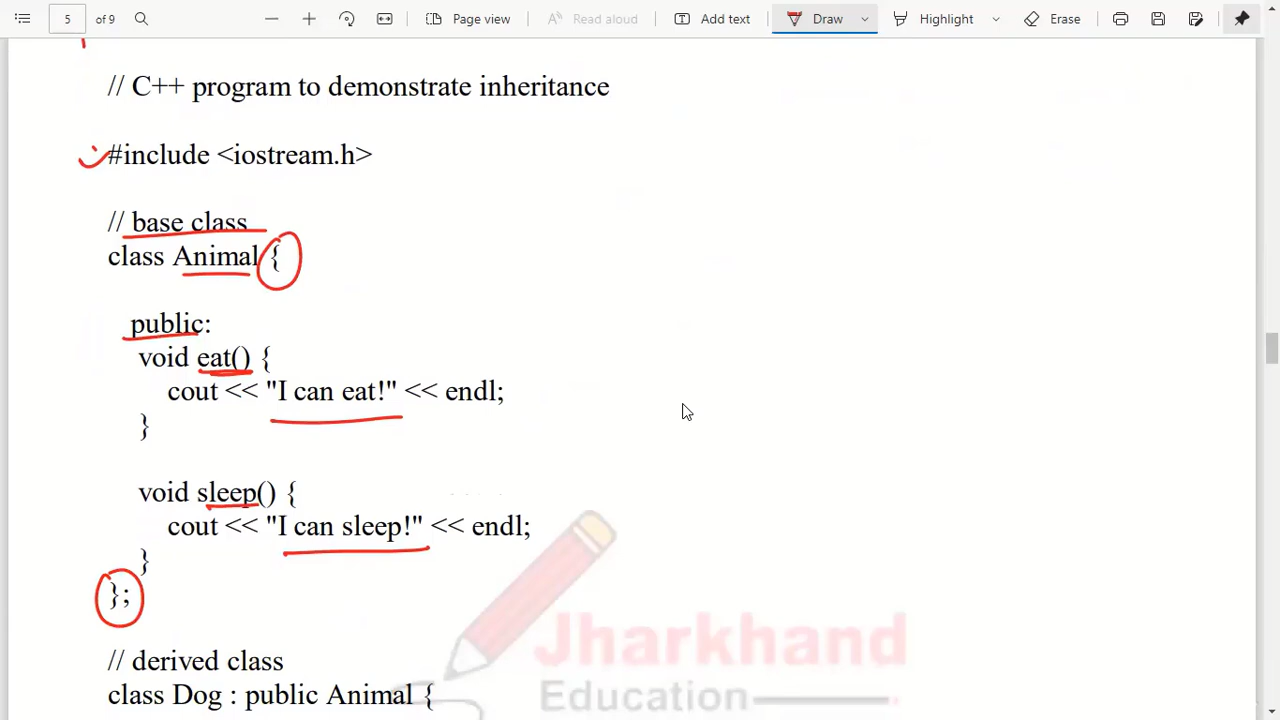 5 of 9 Page view Read aloud Add text Draw Highlight Erase
// C++ program to demonstrate inheritance
#include <iostream.h>
// base class
class Animal {
public:
void eat() {
cout << "I can eat!" << endl;
}
void sleep() {
cout << "I can sleep!" << endl;
}
};
Jharkhand
// derived class
class Dog : public Animal {
Education